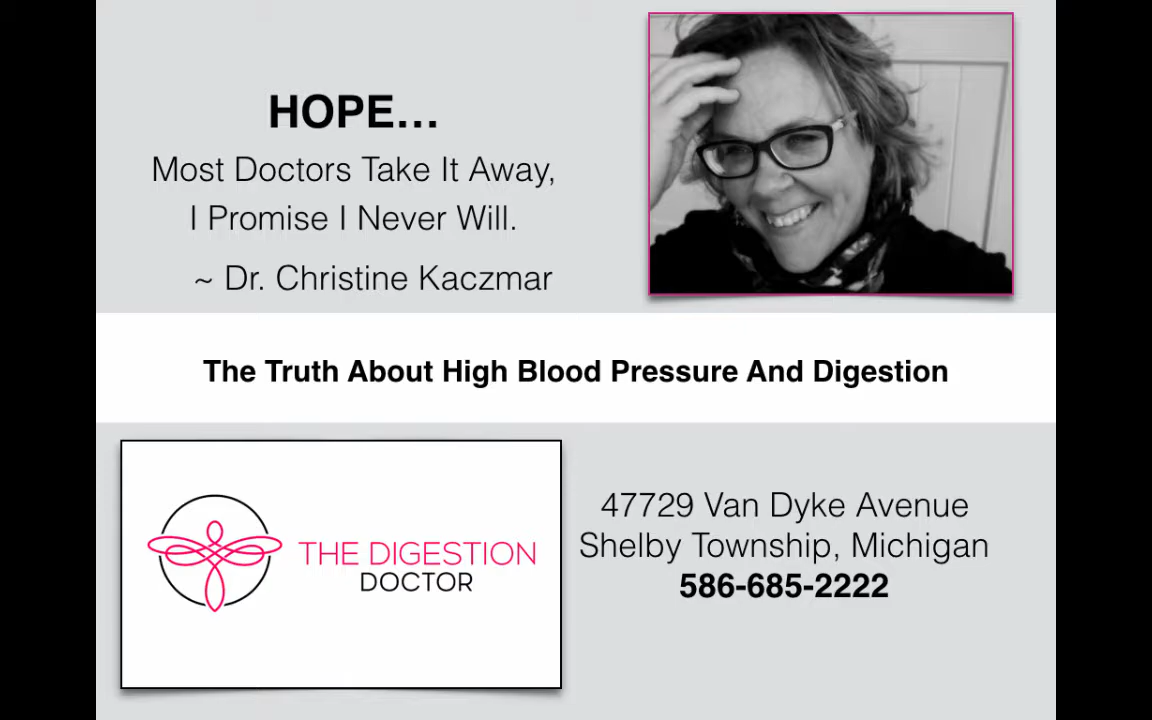 HOPE…
Most Doctors Take It Away,
I Promise I Never Will.
~ Dr. Christine Kaczmar
The Truth About High Blood Pressure And Digestion
THE DIGESTION
DOCTOR
47729 Van Dyke Avenue
Shelby Township, Michigan
586-685-2222